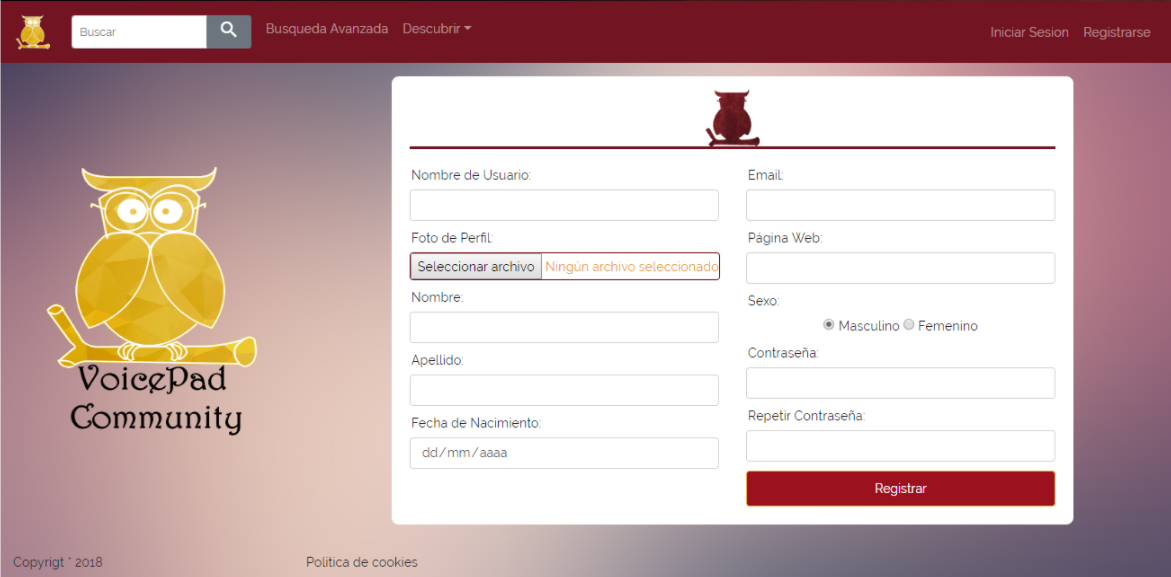 Buscar
Busqueda Avanzada
Descubrir
Iniciar Sesion
Registrarse
VoicePad
Community
Nombre de Usuario:
Foto de Perfil:
Seleccionar archivo
Ningún archivo seleccionado
Nombre:
Apellido:
Fecha de Nacimiento:
dd/mm/aaaa
Email:
Página Web:
Sexo:
Masculino
Femenino
Contraseña:
Repetir Contraseña:
Registrar
Copyrigt ° 2018
Politica de cookies